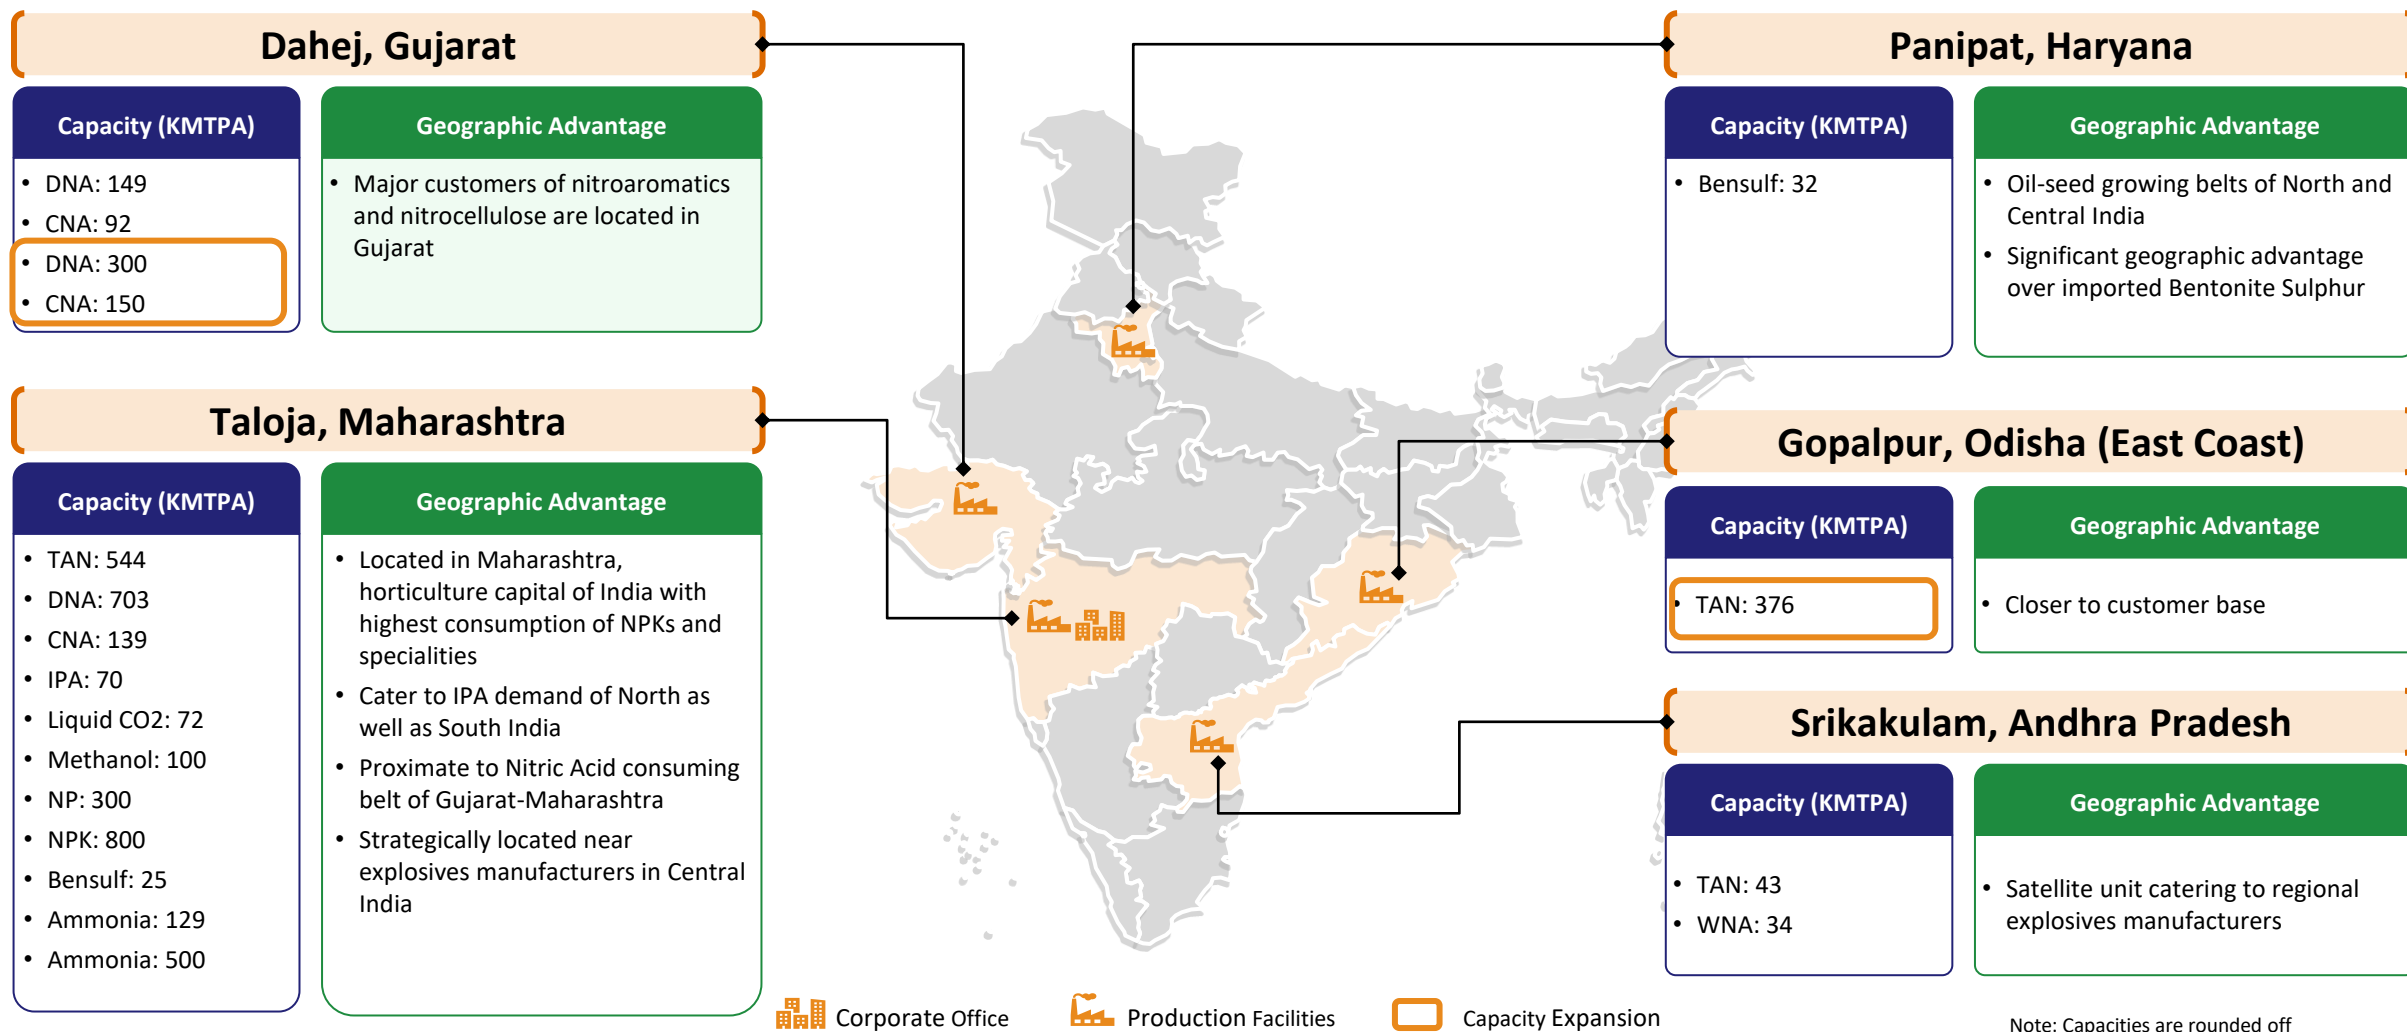 Dahej, Gujarat
Capacity (KMTPA)
• DNA: 149
• CNA: 92
• DNA: 300
• CNA: 150
Geographic Advantage
• Major customers of nitroaromatics
and nitrocellulose are located in
Gujarat
Taloja, Maharashtra
Capacity (KMTPA)
• TAN: 544
• DNA: 703
• CNA: 139
• IPA: 70
• Liquid CO2: 72
• Methanol: 100
• NP: 300
• NPK: 800
• Bensulf: 25
• Ammonia: 129
• Ammonia: 500
Geographic Advantage
• Located in Maharashtra,
horticulture capital of India with
highest consumption of NPKs and
specialities
• Cater to IPA demand of North as
well as South India
• Proximate to Nitric Acid consuming
belt of Gujarat-Maharashtra
• Strategically located near
explosives manufacturers in Central
India
Panipat, Haryana
Capacity (KMTPA)
• Bensulf: 32
Geographic Advantage
• Oil-seed growing belts of North and
Central India
• Significant geographic advantage
over imported Bentonite Sulphur
Gopalpur, Odisha (East Coast)
Capacity (KMTPA)
• TAN: 376
Geographic Advantage
• Closer to customer base
Srikakulam, Andhra Pradesh
Capacity (KMTPA)
• TAN: 43
• WNA: 34
Geographic Advantage
• Satellite unit catering to regional
explosives manufacturers
Corporate Office
Production Facilities
Capacity Expansion
Note: Capacities are rounded off